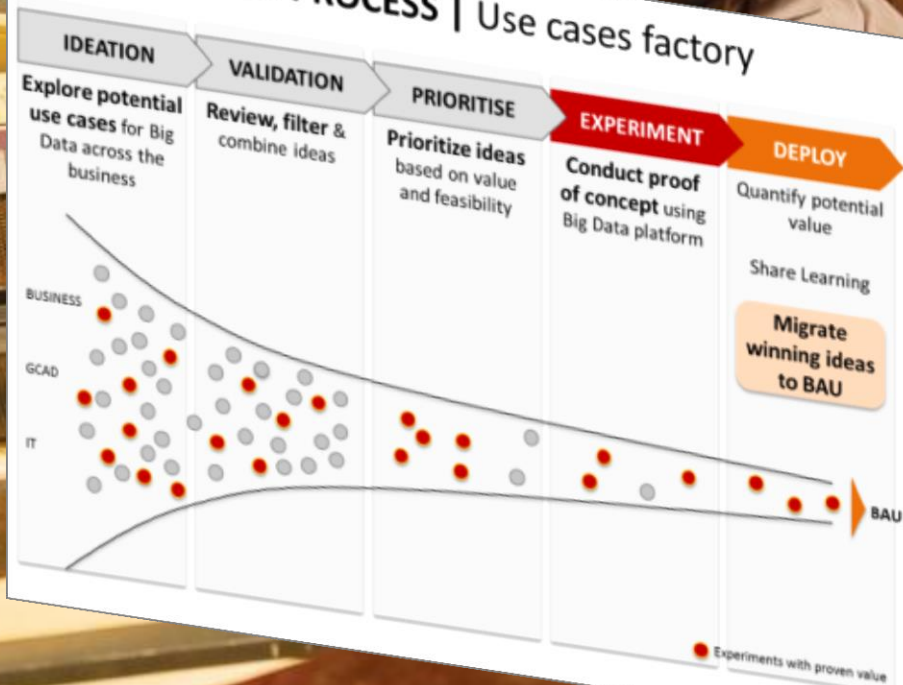 | Use cases factory
IDEATION
Explore potential
use cases for Big
Data across the
business
VALIDATION
Review, filter &
combine ideas
PRIORITISE
Prioritize ideas
based on value
and feasibility
EXPERIMENT
Conduct proof
of concept using
Big Data platform
DEPLOY
Quantify potential
value
Share Learning
Migrate
winning ideas
to BAU
BUSINESS
GCAD
IT
BAU
Experiments with proven value